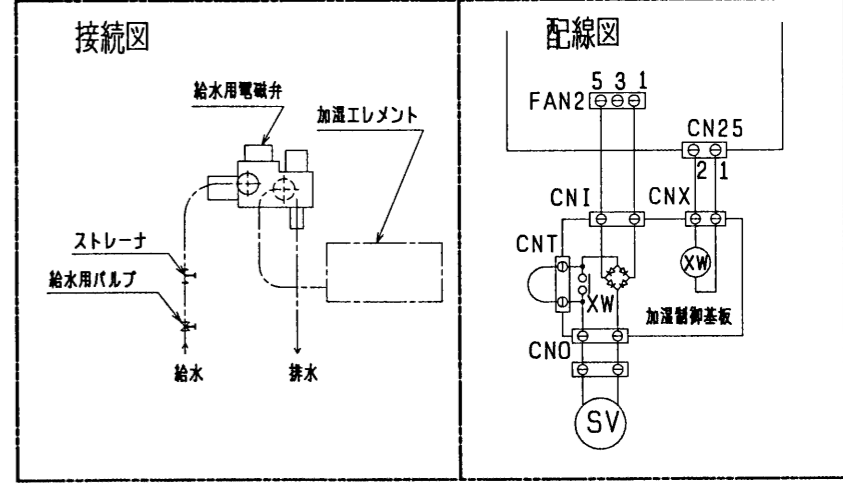 接続図
給水用電磁弁
加湿エレメント
ストレーナ
給水用バルブ
給水
排水
配線図
5 3 1
FAN2
CN25
2 1
CNI
CNX
CNT
XW
XW
加湿制御基板
CNO
SV